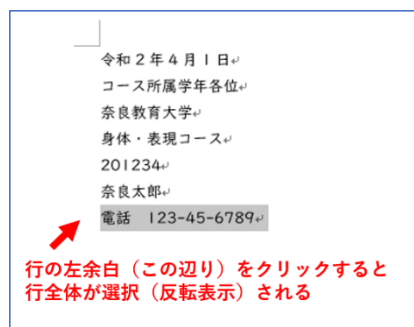 令和２年４月１日
コース所属学年各位
奈良教育大学
身体・表現コース
201234
奈良太郎
電話　123-45-6789
行の左余白（この辺り）をクリックすると
行全体が選択（反転表示）される